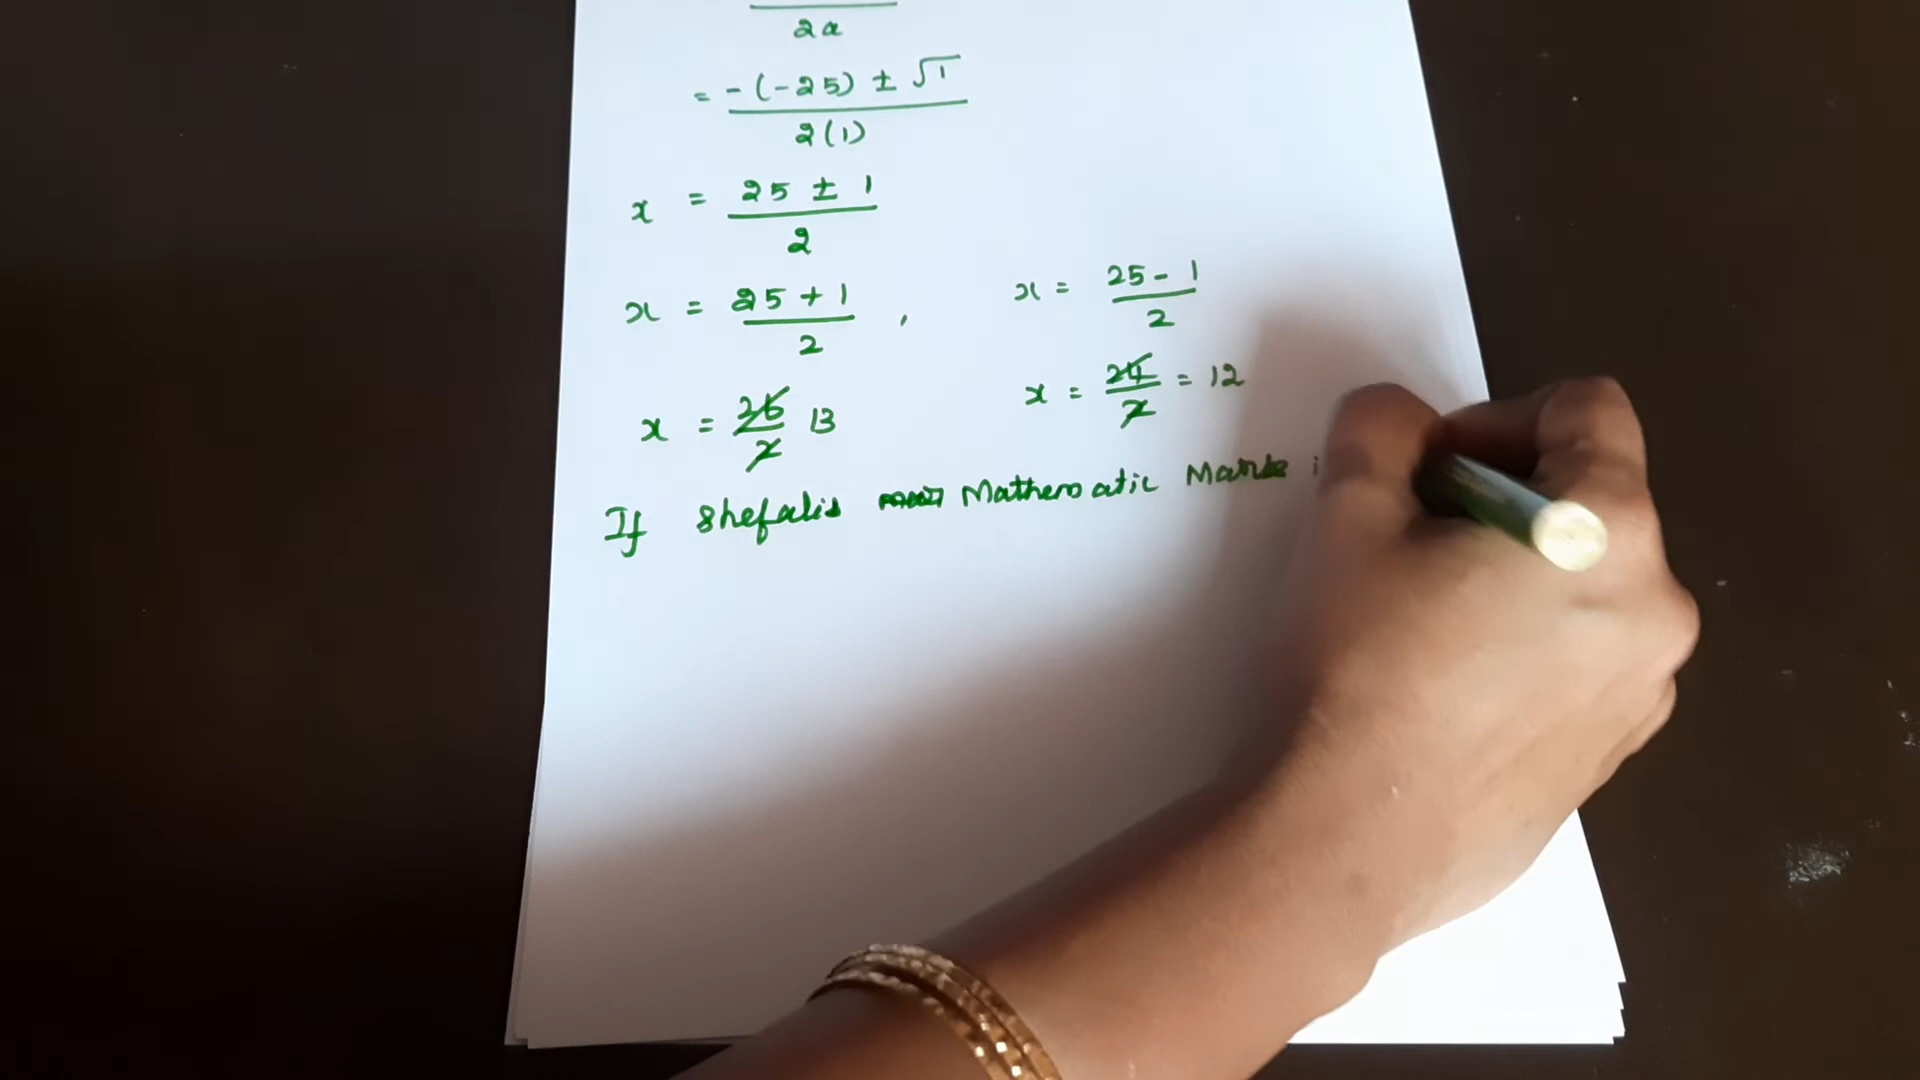 2a
= -(-25) ± √1
2(1)
x = 25 ± 1
2
x = 25 + 1 ,
2
x = 25 - 1
2
x = 26 13
2
x = 24 = 12
2
If Shefalis Mathematic Marks i